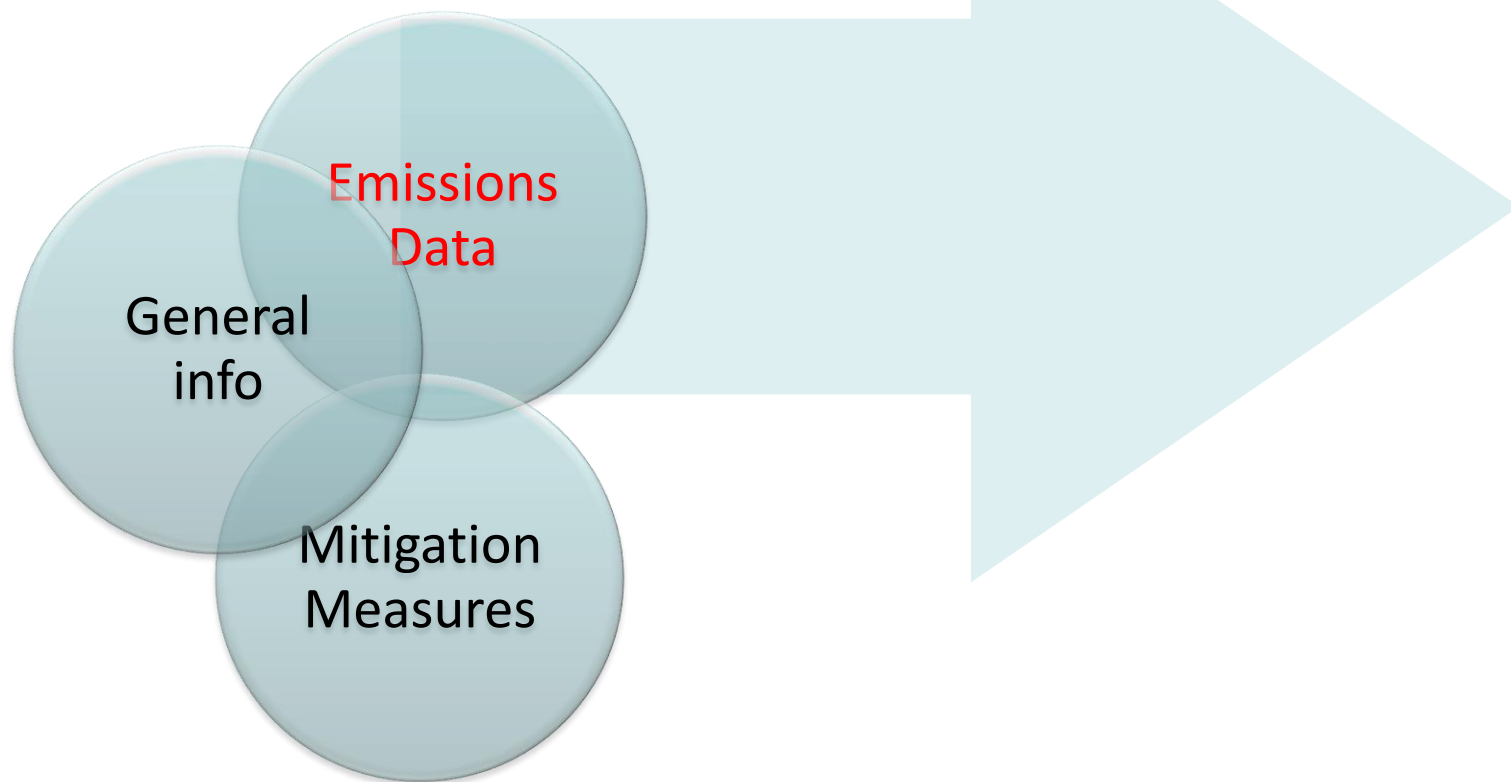 Emissions
Data
General
info
Mitigation
Measures